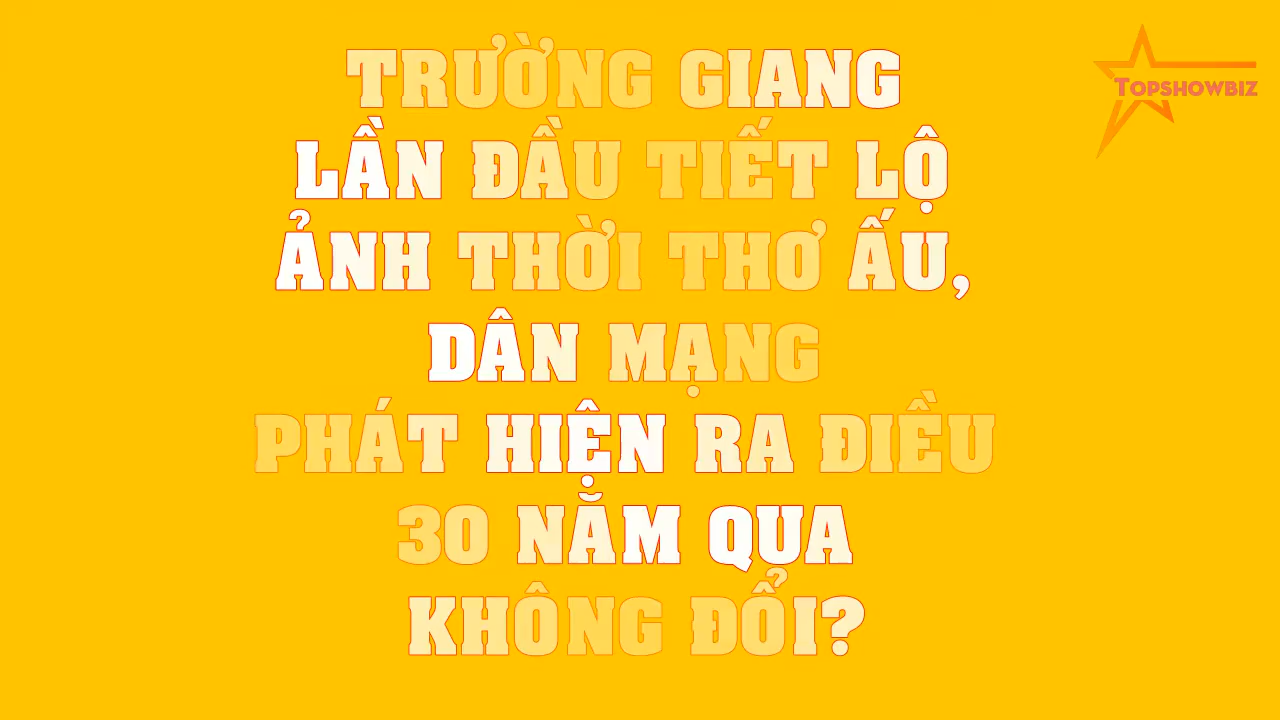 TRƯỜNG GIANG
LẦN ĐẦU TIẾT LỘ
ẢNH THỜI THƠ ẤU,
DÂN MẠNG
PHÁT HIỆN RA ĐIỀU
30 NẰM QUA
KHÔNG ĐỔI?
TOPSHOWBIZ